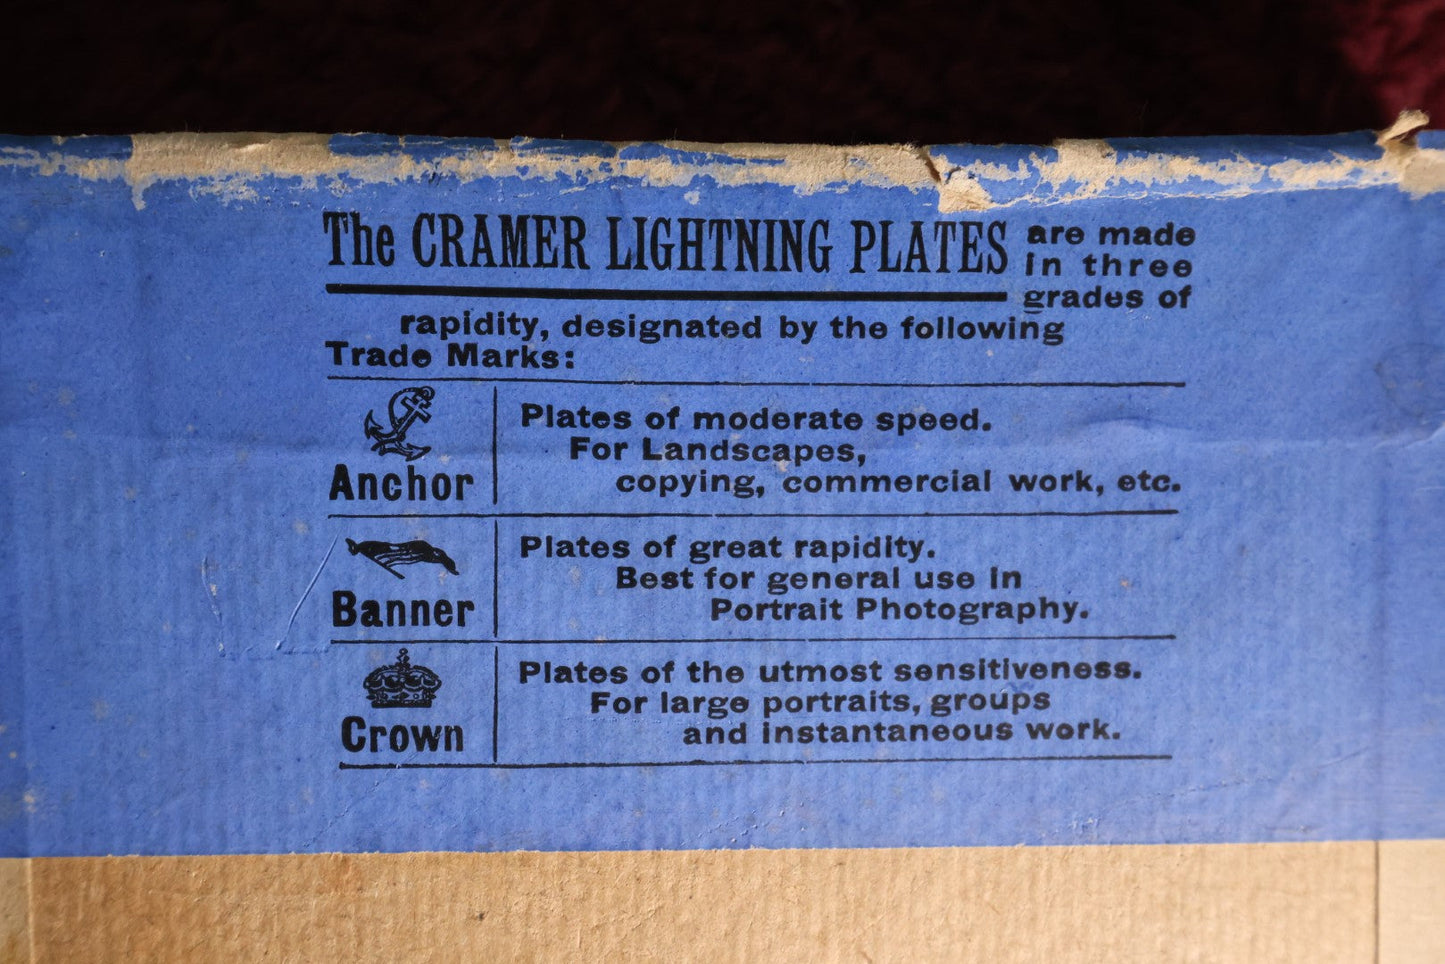 The CRAMER LIGHTNING PLATES are made
in three
grades of
rapidity, designated by the following
Trade Marks:
Anchor
Plates of moderate speed.
For Landscapes,
copying, commercial work, etc.
Banner
Plates of great rapidity.
Best for general use in
Portrait Photography.
Crown
Plates of the utmost sensitiveness.
For large portraits, groups
and instantaneous work.